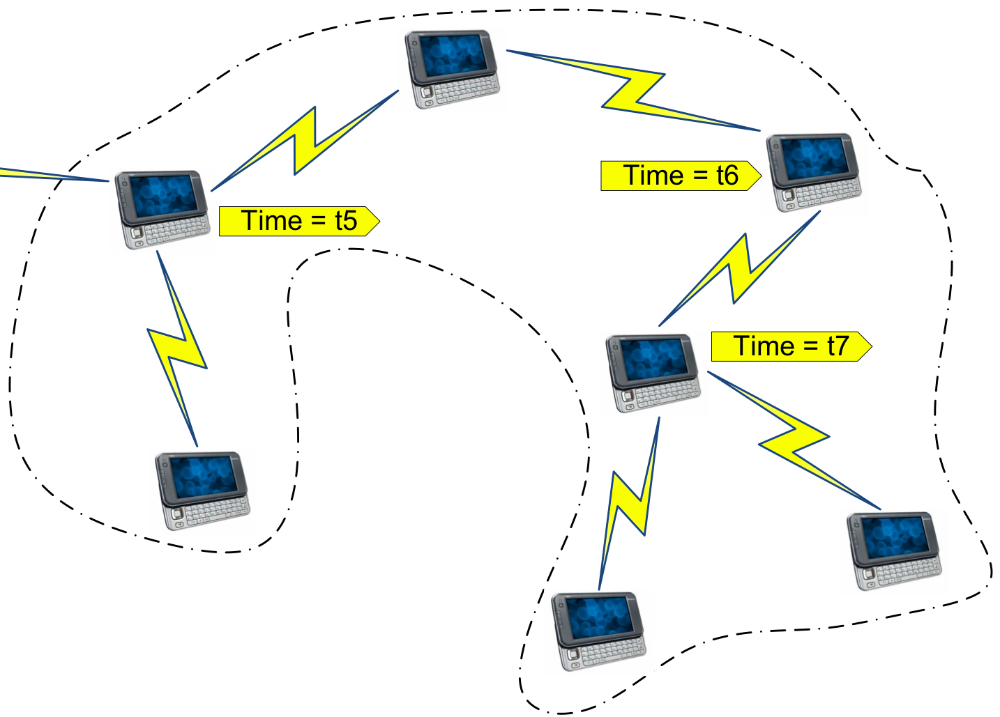 Time = t6
Time = t5
Time = t7